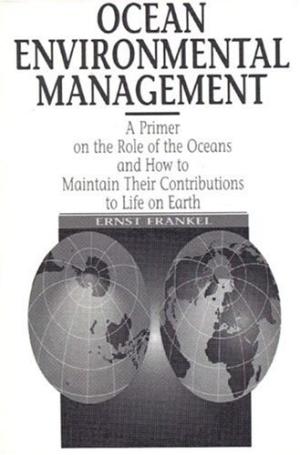 OCEAN
ENVIRONMENTAL
MANAGEMENT
A Primer
on the Role of the Oceans
and How to
Maintain Their Contributions
to Life on Earth
ERNST FRANKEL